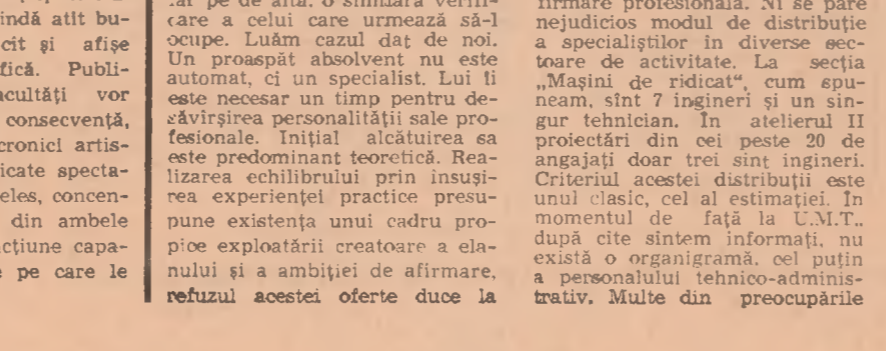 indă atît bu-
cit și afișe
fică. Publi-
acultăți vor
consecvență,
cronici artis-
icate specta-
eles, concen-
din ambele
cțiune capa-
pe care le
pe de alta, o similară verifi-
care a celui care urmează să-l
ocupe. Luăm cazul dat de noi.
Un proaspăt absolvent nu este
automat, ci un specialist. Lui îi
este necesar un timp pentru de-
săvîrșirea personalității sale pro-
fesionale. Inițial alcătuirea sa
este predominant teoretică. Rea-
lizarea echilibrului prin însuși-
rea experienței practice presu-
pune existența unui cadru pro-
pice exploatării creatoare a ela-
nului și a ambiției de afirmare,
refuzul acestei oferte duce la
firmare profesională. Ni se pare
nejudicios modul de distribuție
a specialiștilor în diverse sec-
toare de activitate. La secția
„Mașini de ridicat“, cum spu-
neam, sînt 7 ingineri și un sin-
gur tehnician. În atelierul II
proiectări din cei peste 20 de
angajați doar trei sînt ingineri.
Criteriul acestei distribuții este
unul clasic, cel al estimației. În
momentul de față la U.M.T.,
după cite sîntem informați, nu
există o organigramă, cel puțin
a personalului tehnico-adminis-
trativ. Multe din preocupările